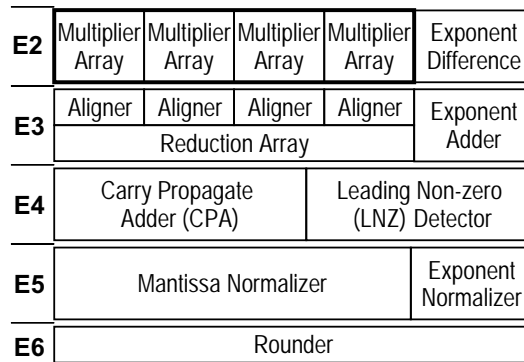 E2
Multiplier Array
Multiplier Array
Multiplier Array
Multiplier Array
Exponent Difference
E3
Aligner
Aligner
Aligner
Aligner
Exponent Adder
Reduction Array
E4
Carry Propagate
Adder (CPA)
Leading Non-zero
(LNZ) Detector
E5
Mantissa Normalizer
Exponent
Normalizer
E6
Rounder